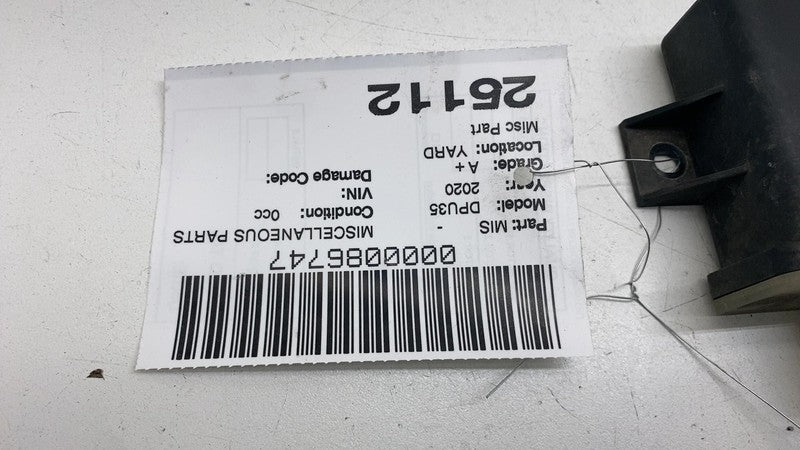 0000086747
Part: MIS - MISCELLANEOUS PARTS
Model: DPU35 Condition: 0cc
Year: 2020 VIN:
Grade: A+ Damage Code:
Location: YARD
Misc Part
25112